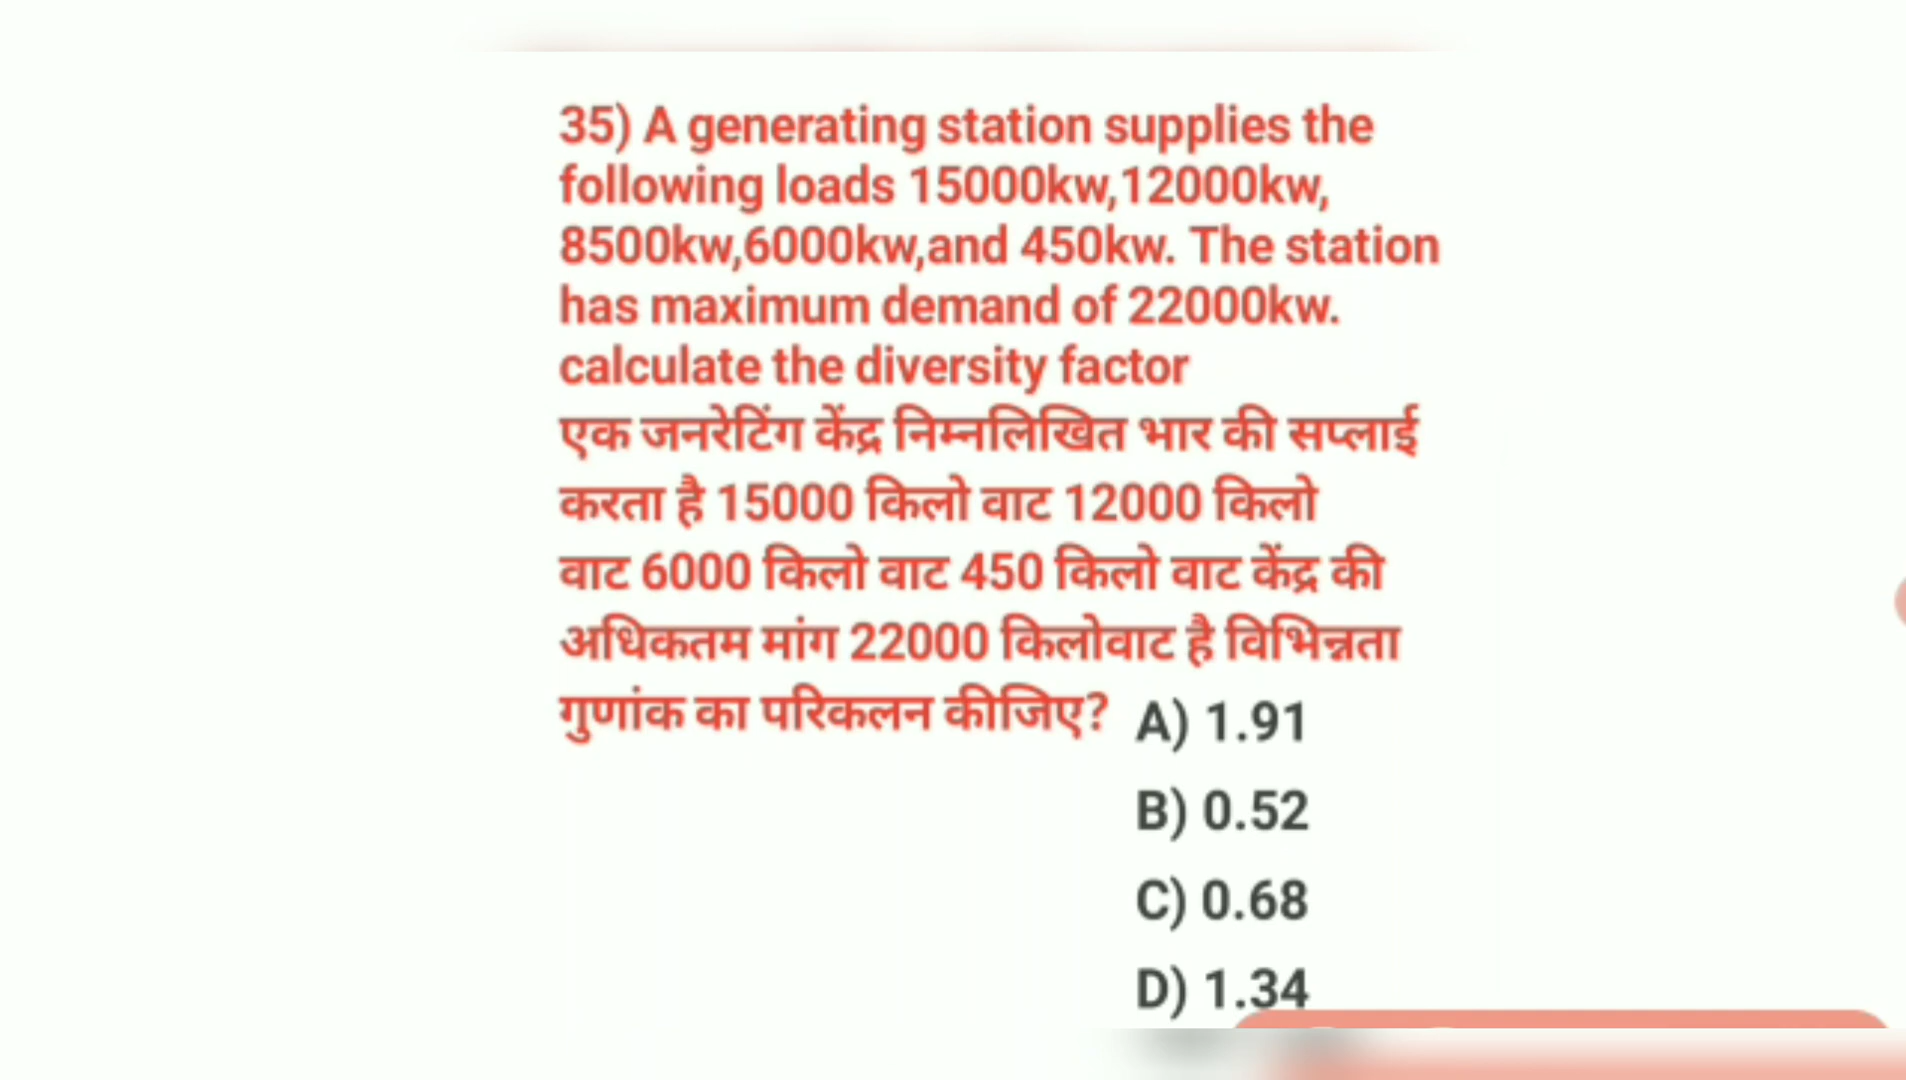 35) A generating station supplies the
following loads 15000kw,12000kw,
8500kw,6000kw,and 450kw. The station
has maximum demand of 22000kw.
calculate the diversity factor
एक जनरेटिंग केंद्र निम्नलिखित भार की सप्लाई
करता है 15000 किलो वाट 12000 किलो
वाट 6000 किलो वाट 450 किलो वाट केंद्र की
अधिकतम मांग 22000 किलोवाट है विभिन्नता
गुणांक का परिकलन कीजिए?
A) 1.91
B) 0.52
C) 0.68
D) 1.34